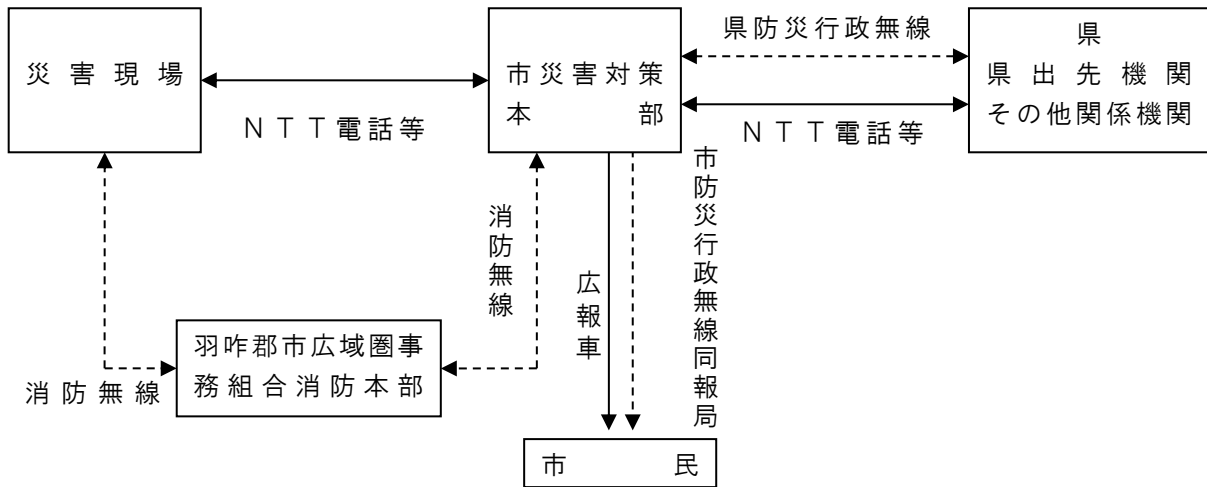 災害現場
NTT電話等
市災害対策
本部
県防災行政無線
NTT電話等
県
県出先機関
その他関係機関
消防無線
羽咋郡市広域圏事
務組合消防本部
消防無線
広報車
市防災行政無線同報局
市民